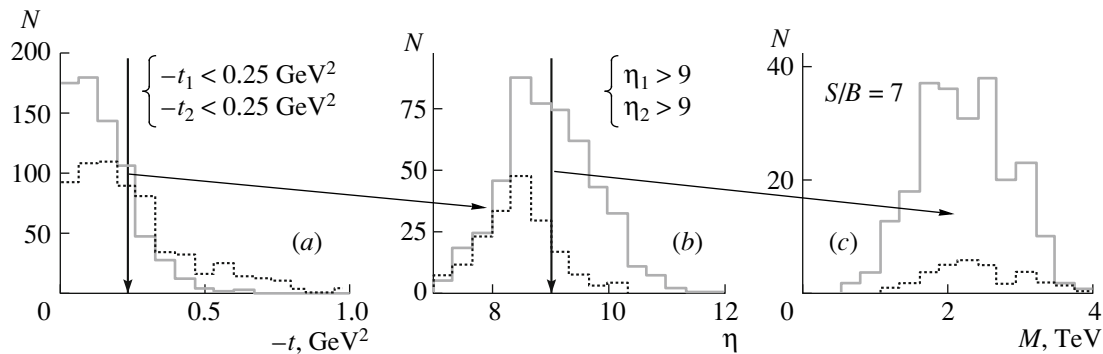 N
200
150
100
50
0
0.5
1.0
–t, GeV²
–t₁ < 0.25 GeV²
–t₂ < 0.25 GeV²
(a)
N
75
50
25
0
8
10
12
η
η₁ > 9
η₂ > 9
(b)
N
40
20
0
2
4
M, TeV
S/B = 7
(c)